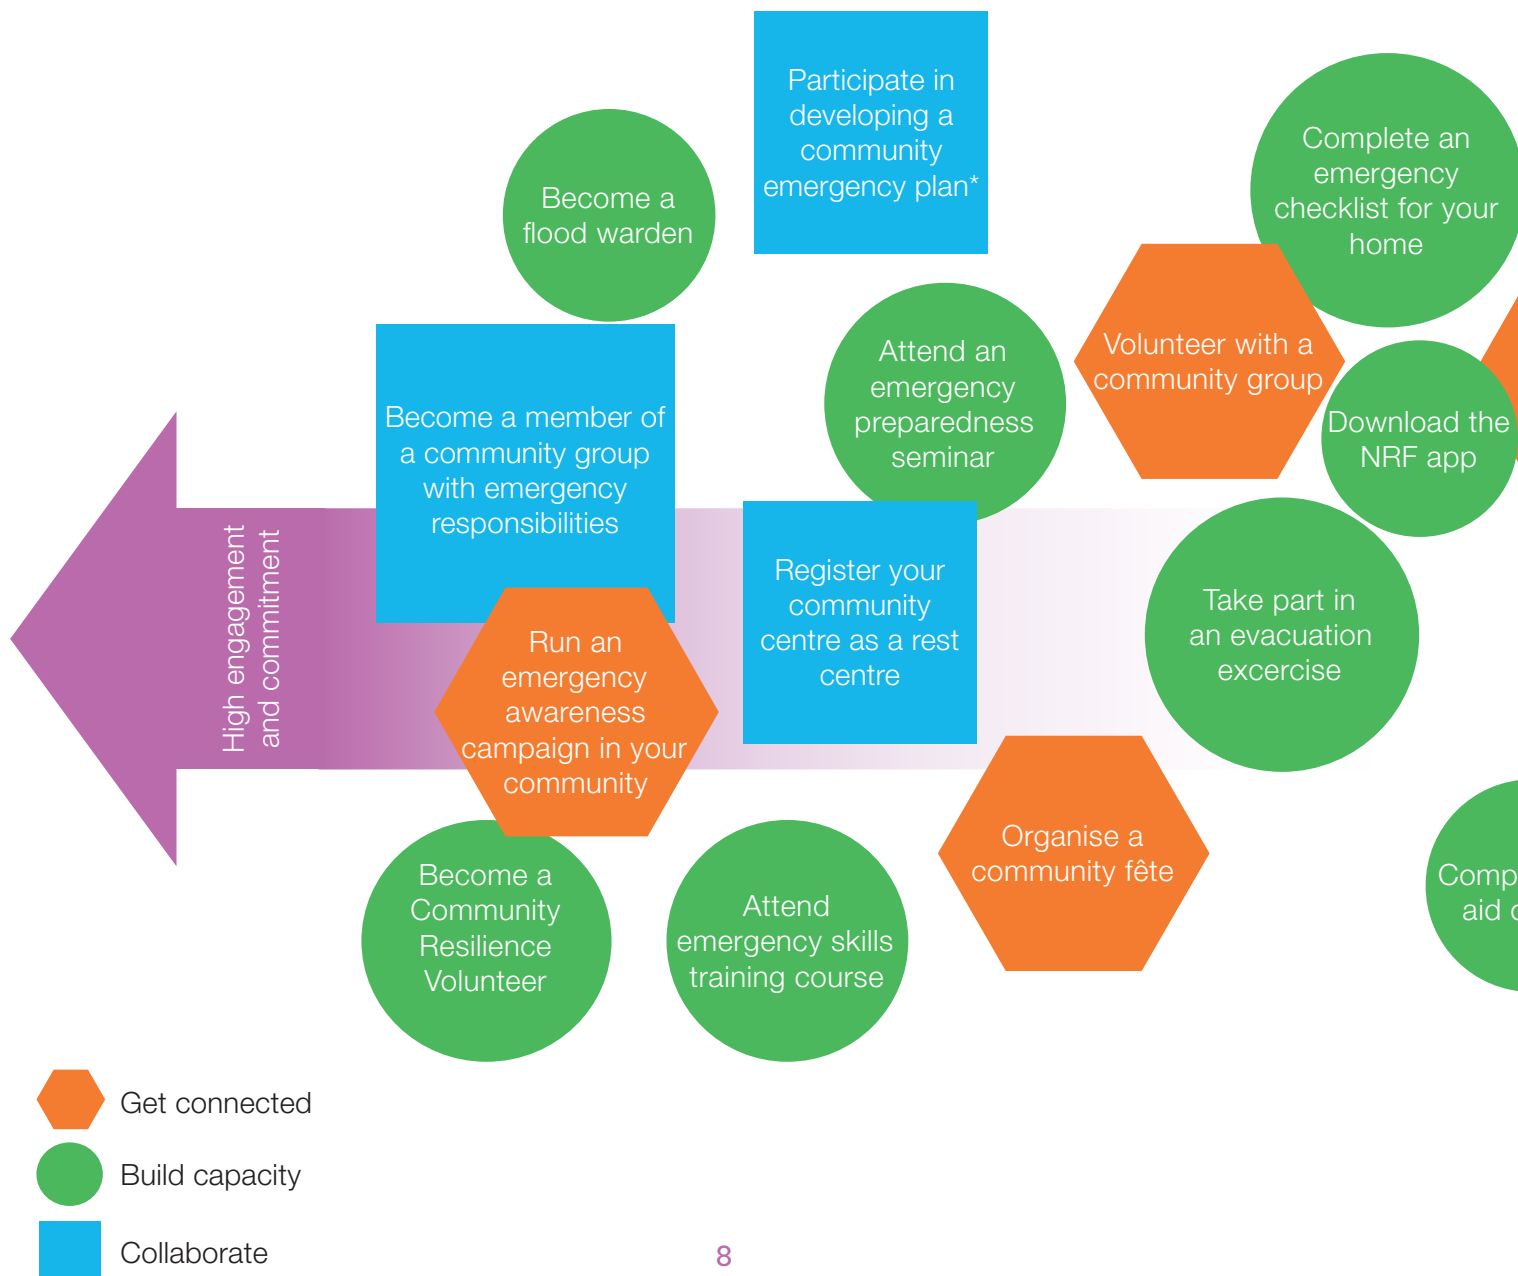 Participate in
developing a
community
emergency plan*
Complete an
emergency
checklist for your
home
Become a
flood warden
Attend an
emergency
preparedness
seminar
Volunteer with a
community group
Download the
NRF app
Become a member of
a community group
with emergency
responsibilities
High engagement
and commitment
Register your
community
centre as a rest
centre
Take part in
an evacuation
excercise
Run an
emergency
awareness
campaign in your
community
Organise a
community fête
Become a
Community
Resilience
Volunteer
Attend
emergency skills
training course
aid
Get connected
Build capacity
Collaborate
8